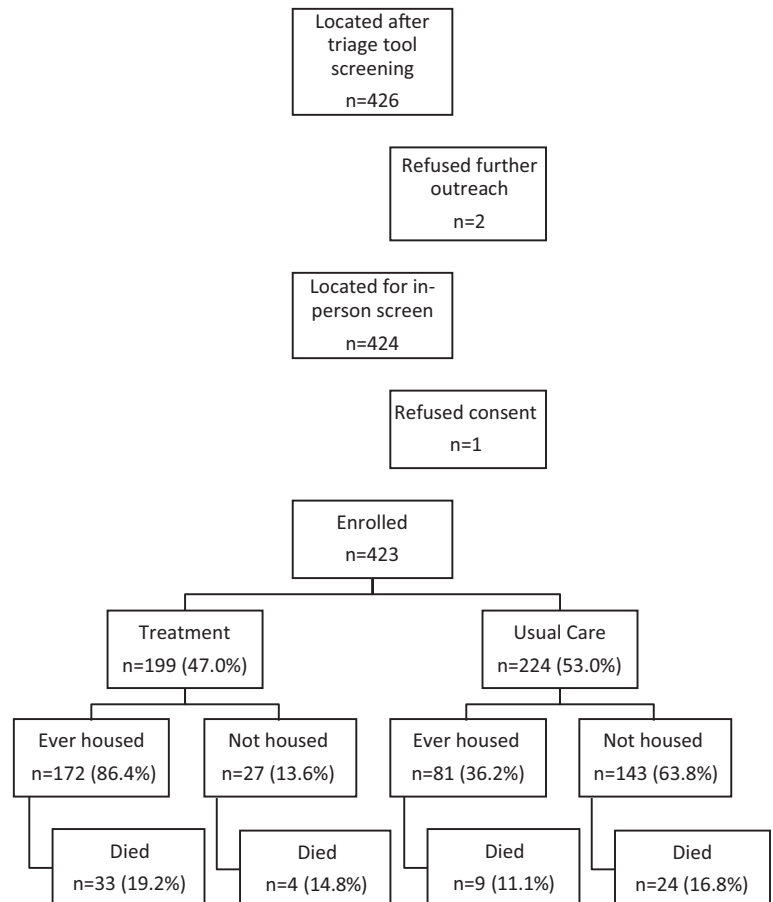 Located after
triage tool
screening
n=426
Refused further
outreach
n=2
Located for in-
person screen
n=424
Refused consent
n=1
Enrolled
n=423
Treatment
n=199 (47.0%)
Usual Care
n=224 (53.0%)
Ever housed
n=172 (86.4%)
Not housed
n=27 (13.6%)
Ever housed
n=81 (36.2%)
Not housed
n=143 (63.8%)
Died
n=33 (19.2%)
Died
n=4 (14.8%)
Died
n=9 (11.1%)
Died
n=24 (16.8%)